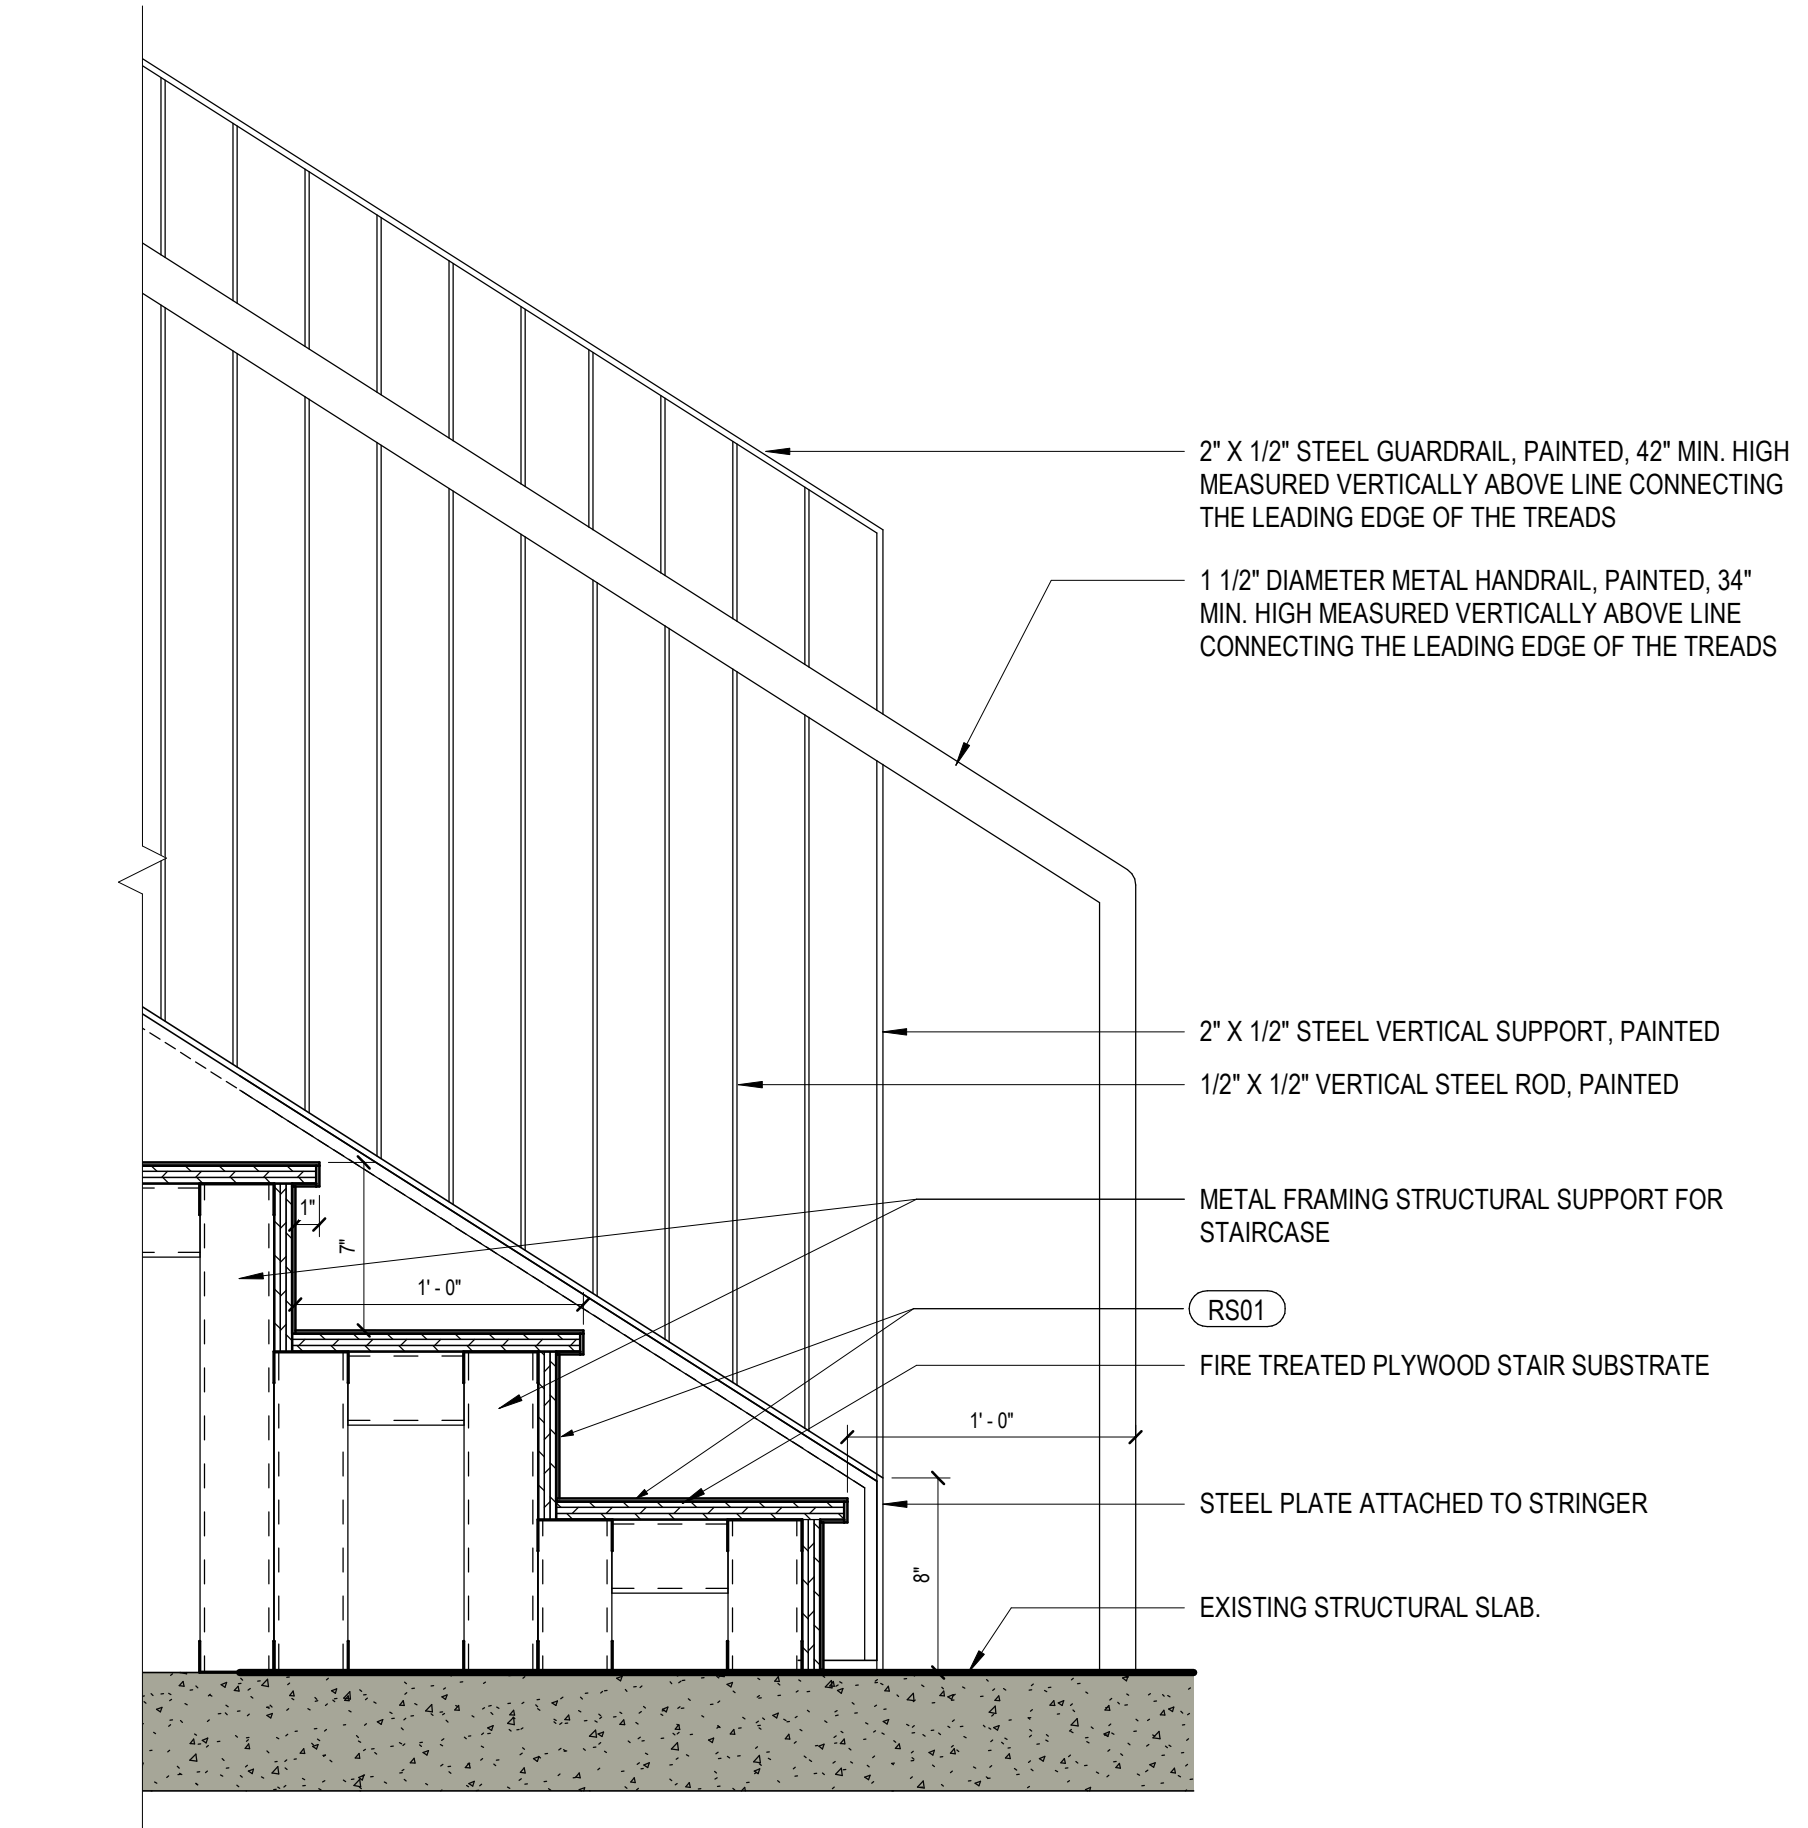 2" X 1/2" STEEL GUARDRAIL, PAINTED, 42" MIN. HIGH
MEASURED VERTICALLY ABOVE LINE CONNECTING
THE LEADING EDGE OF THE TREADS
1 1/2" DIAMETER METAL HANDRAIL, PAINTED, 34"
MIN. HIGH MEASURED VERTICALLY ABOVE LINE
CONNECTING THE LEADING EDGE OF THE TREADS
2" X 1/2" STEEL VERTICAL SUPPORT, PAINTED
1/2" X 1/2" VERTICAL STEEL ROD, PAINTED
METAL FRAMING STRUCTURAL SUPPORT FOR
STAIRCASE
1"
7"
1' - 0"
RS01
FIRE TREATED PLYWOOD STAIR SUBSTRATE
1' - 0"
STEEL PLATE ATTACHED TO STRINGER
8"
EXISTING STRUCTURAL SLAB.